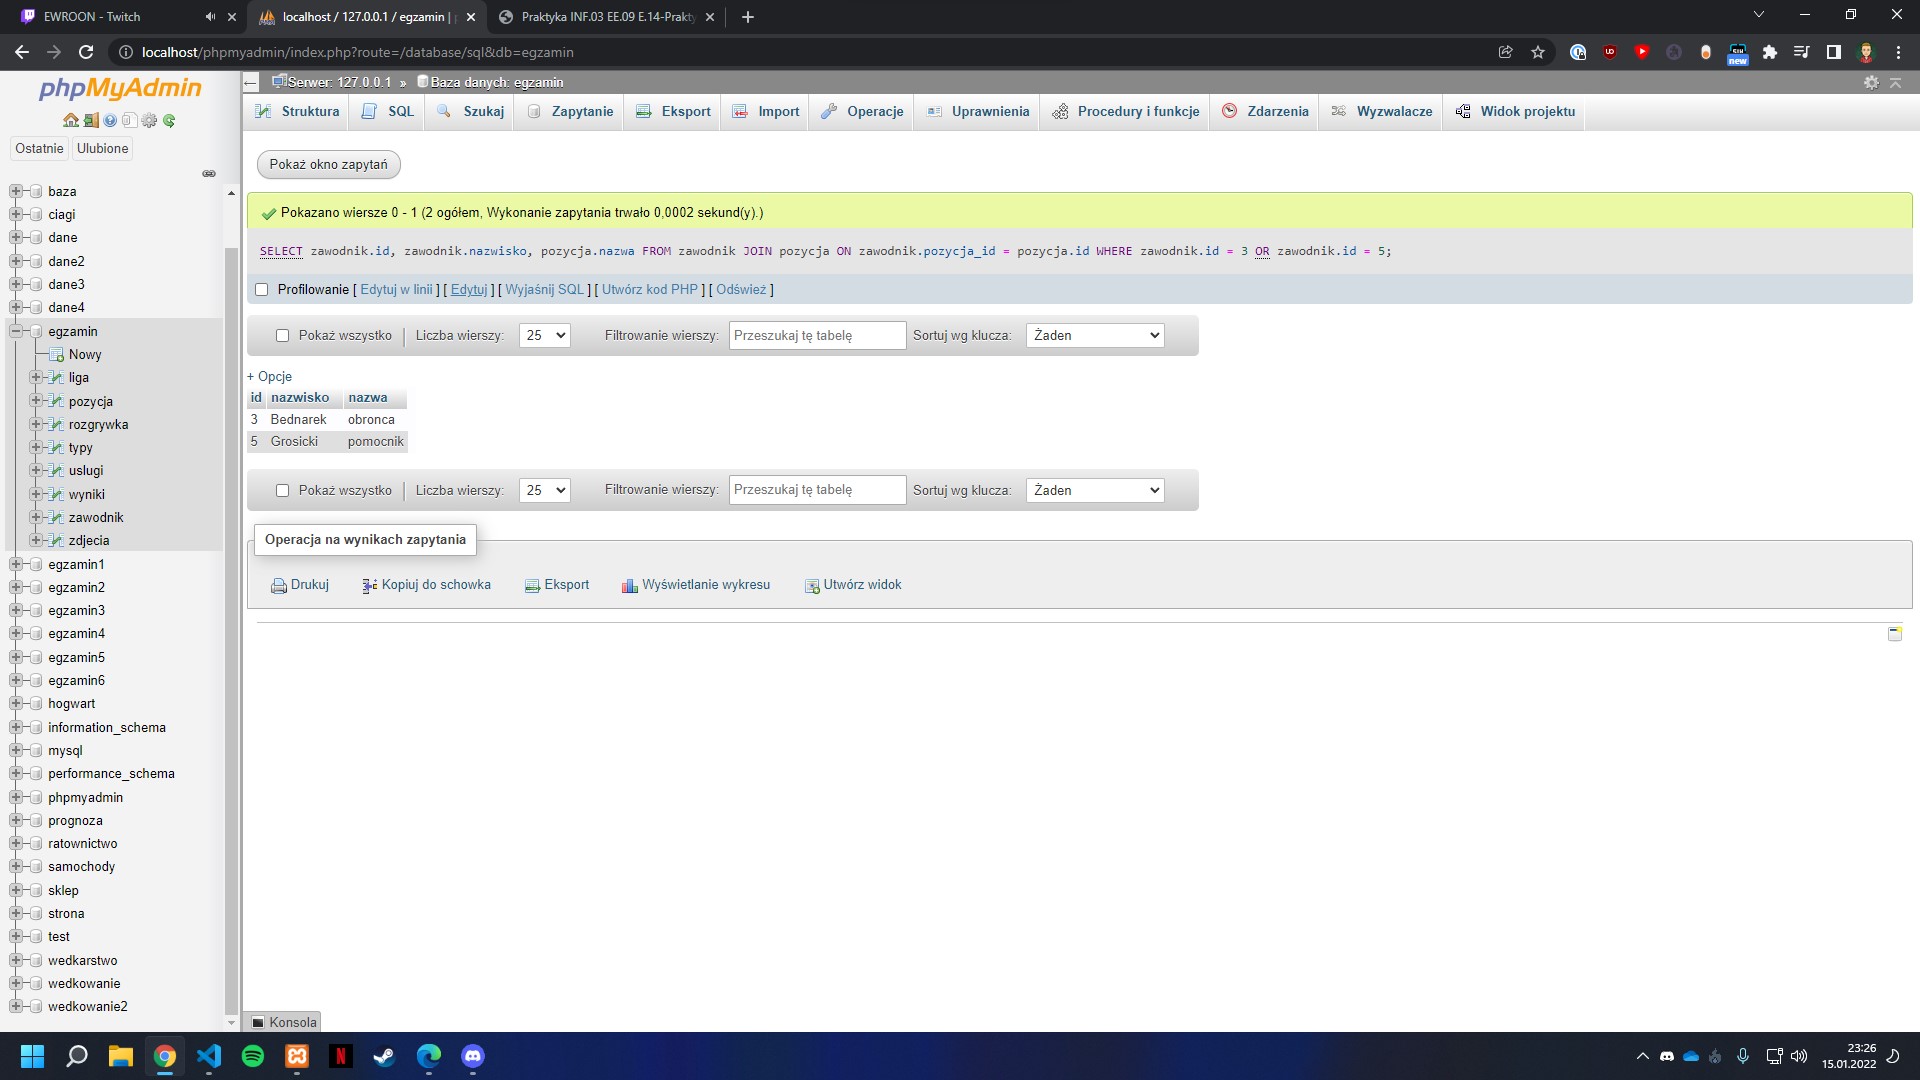 EWROON - Twitch
localhost / 127.0.0.1 / egzamin |
Praktyka INF.03 EE.09 E.14-Prakty
localhost/phpmyadmin/index.php?route=/database/sql&db=egzamin
new
phpMyAdmin
Ostatnie Ulubione
baza
ciagi
dane
dane2
dane3
dane4
egzamin
Nowy
liga
pozycja
rozgrywka
typy
uslugi
wyniki
zawodnik
zdjecia
egzamin1
egzamin2
egzamin3
egzamin4
egzamin5
egzamin6
hogwart
information_schema
mysql
performance_schema
phpmyadmin
prognoza
ratownictwo
samochody
sklep
strona
test
wedkarstwo
wedkowanie
wedkowanie2
Serwer: 127.0.0.1 » Baza danych: egzamin
Struktura SQL Szukaj Zapytanie Eksport Import Operacje Uprawnienia Procedury i funkcje Zdarzenia Wyzwalacze Widok projektu
Pokaż okno zapytań
Pokazano wiersze 0 - 1 (2 ogółem, Wykonanie zapytania trwało 0,0002 sekund(y).)
SELECT zawodnik.id, zawodnik.nazwisko, pozycja.nazwa FROM zawodnik JOIN pozycja ON zawodnik.pozycja_id = pozycja.id WHERE zawodnik.id = 3 OR zawodnik.id = 5;
Profilowanie [ Edytuj w linii ] [ Edytuj ] [ Wyjaśnij SQL ] [ Utwórz kod PHP ] [ Odśwież ]
Pokaż wszystko | Liczba wierszy: 25 Filtrowanie wierszy: Przeszukaj tę tabelę Sortuj wg klucza: Żaden
+ Opcje
id nazwisko nazwa
3 Bednarek obronca
5 Grosicki pomocnik
Pokaż wszystko | Liczba wierszy: 25 Filtrowanie wierszy: Przeszukaj tę tabelę Sortuj wg klucza: Żaden
Operacja na wynikach zapytania
Drukuj Kopiuj do schowka Eksport Wyświetlanie wykresu Utwórz widok
Konsola
23:26
15.01.2022